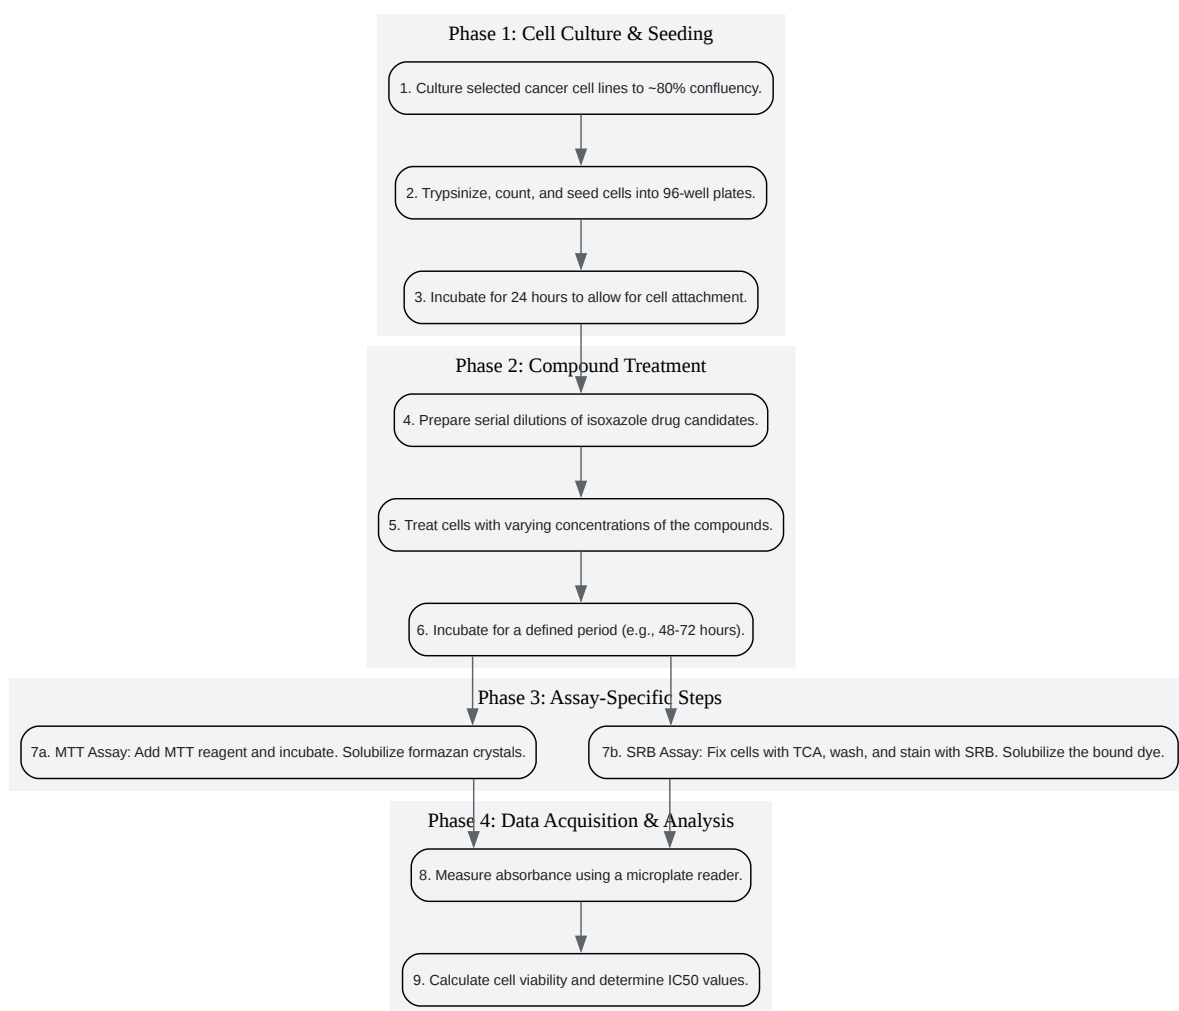 Phase 1: Cell Culture & Seeding
1. Culture selected cancer cell lines to ~80% confluency.
2. Trypsinize, count, and seed cells into 96-well plates.
3. Incubate for 24 hours to allow for cell attachment.
Phase 2: Compound Treatment
4. Prepare serial dilutions of isoxazole drug candidates.
5. Treat cells with varying concentrations of the compounds.
6. Incubate for a defined period (e.g., 48-72 hours).
Phase 3: Assay-Specific Steps
7a. MTT Assay: Add MTT reagent and incubate. Solubilize formazan crystals.
7b. SRB Assay: Fix cells with TCA, wash, and stain with SRB. Solubilize the bound dye.
Phase 4: Data Acquisition & Analysis
8. Measure absorbance using a microplate reader.
9. Calculate cell viability and determine IC50 values.